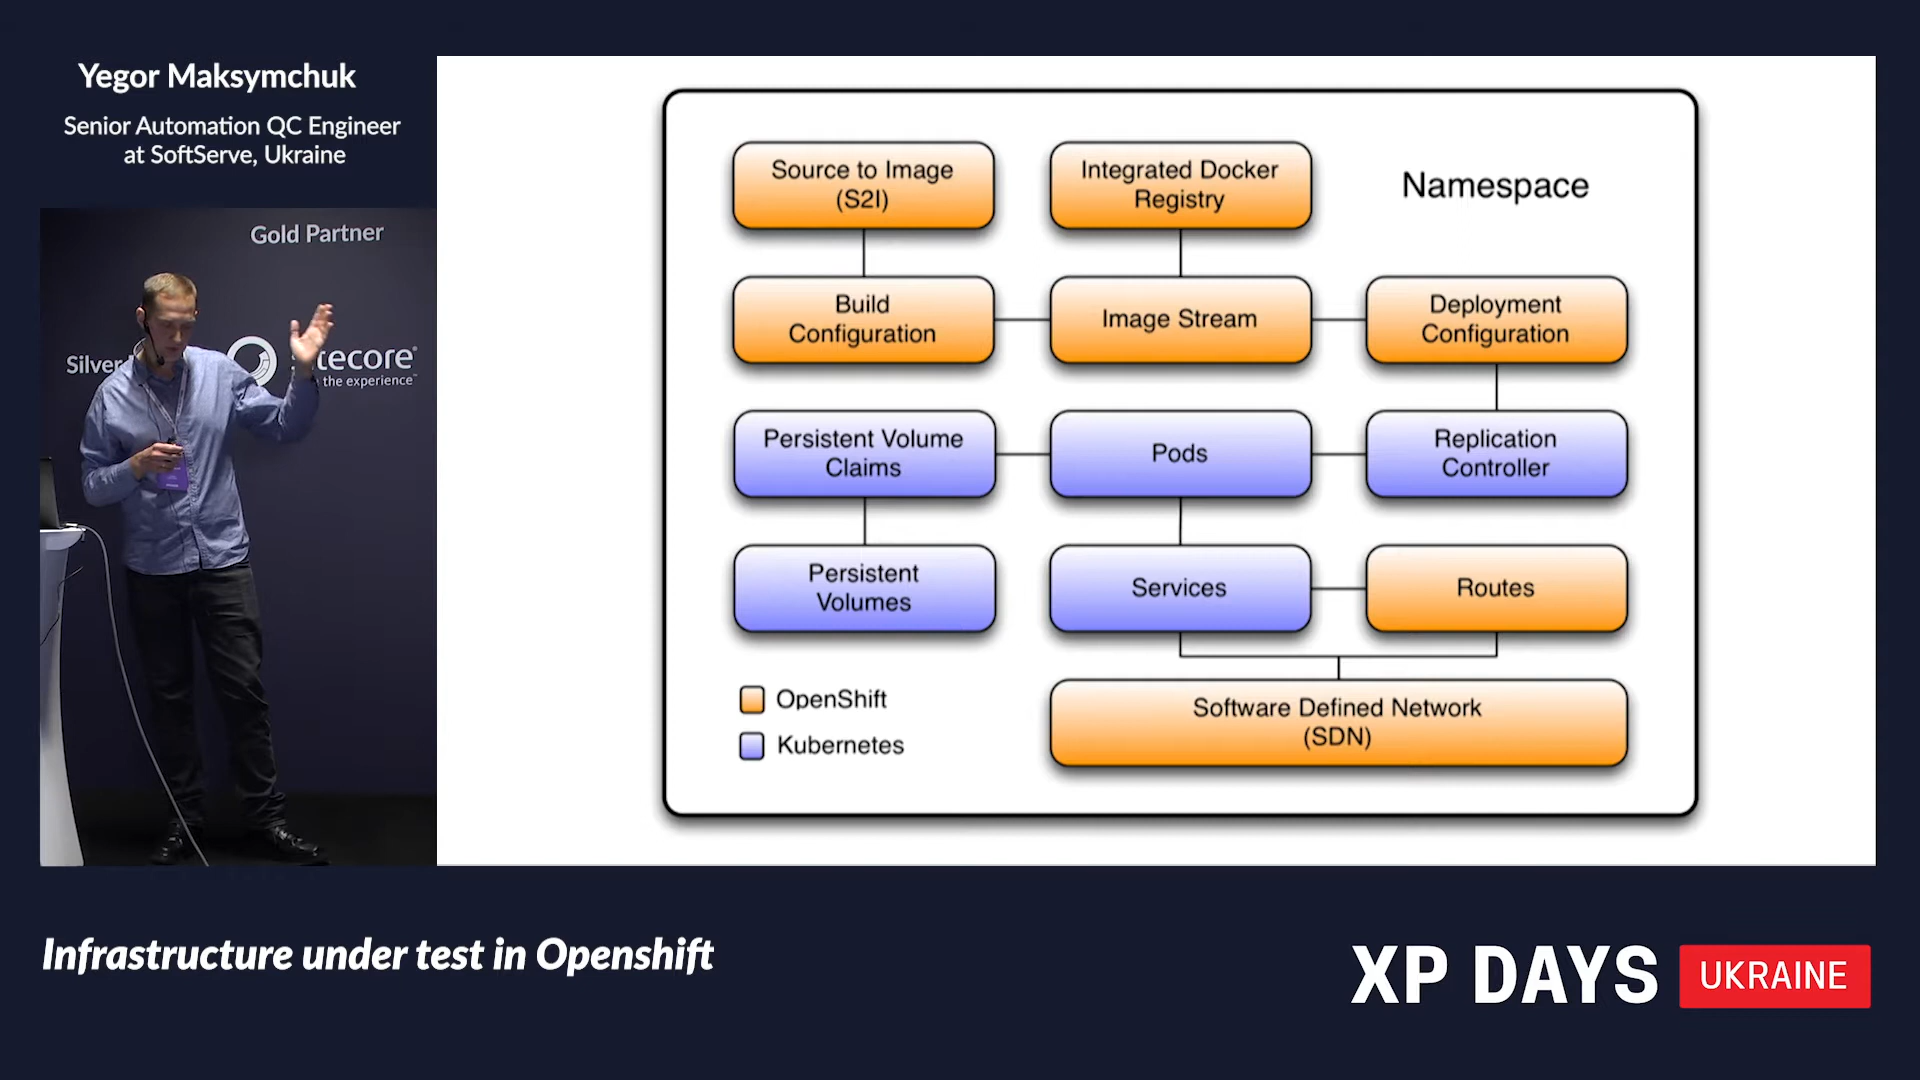 Yegor Maksymchuk
Senior Automation QC Engineer
at SoftServe, Ukraine
Gold Partner
Silver
tecore®
the experience™
Source to Image
(S2I)
Integrated Docker
Registry
Namespace
Build
Configuration
Image Stream
Deployment
Configuration
Persistent Volume
Claims
Pods
Replication
Controller
Persistent
Volumes
Services
Routes
OpenShift
Kubernetes
Software Defined Network
(SDN)
Infrastructure under test in Openshift
XP DAYS
UKRAINE